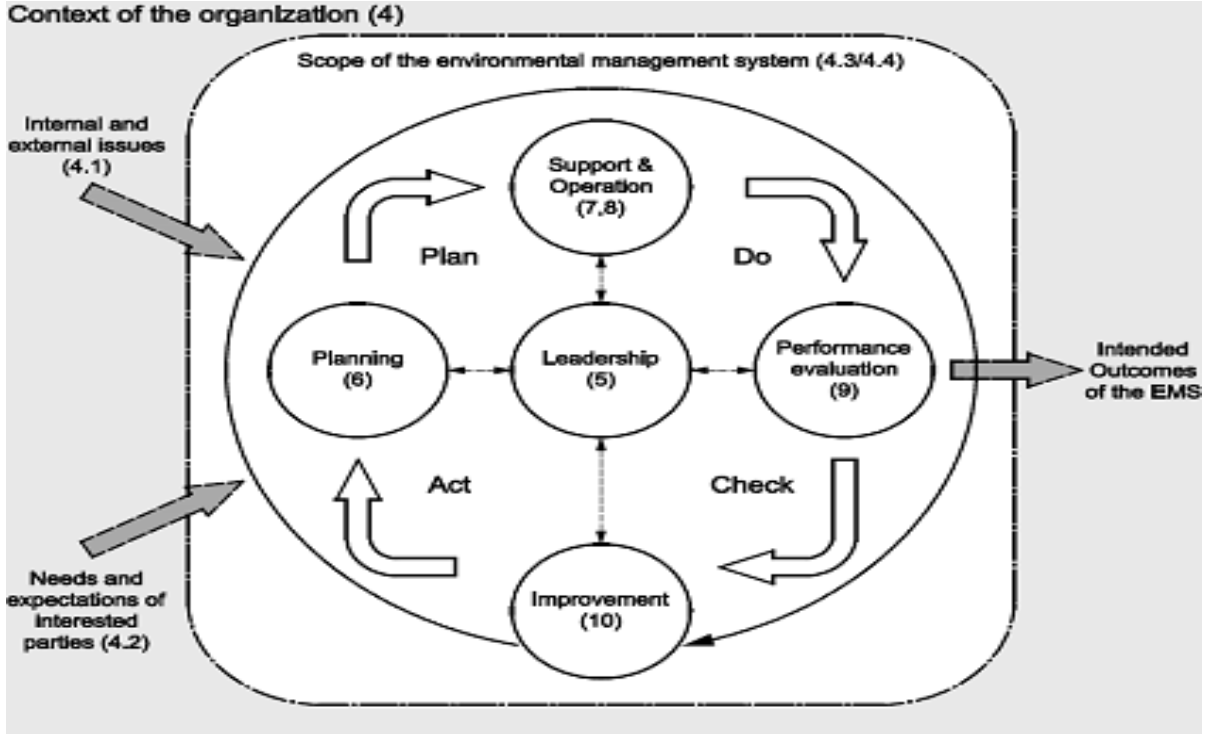 Context of the organization (4)
Scope of the environmental management system (4.3/4.4)
Internal and
external issues
(4.1)
Support &
Operation
(7,8)
Plan
Do
Planning
(6)
Leadership
(5)
Performance
evaluation
(9)
Intended
Outcomes
of the EMS
Act
Check
Needs and
expectations of
interested
parties (4.2)
Improvement
(10)